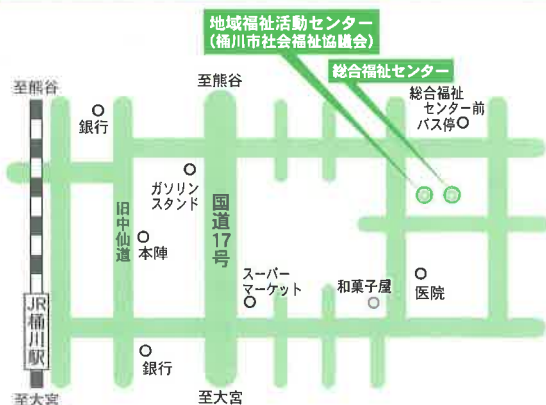 地域福祉活動センター
(桶川市社会福祉協議会)
総合福祉センター
至熊谷
至熊谷
総合福祉
センター前
バス停
銀行
ガソリン
スタンド
旧中仙道
国道17号
本陣
スーパー
マーケット
和菓子屋
医院
JR桶川駅
銀行
至大宮
至大宮